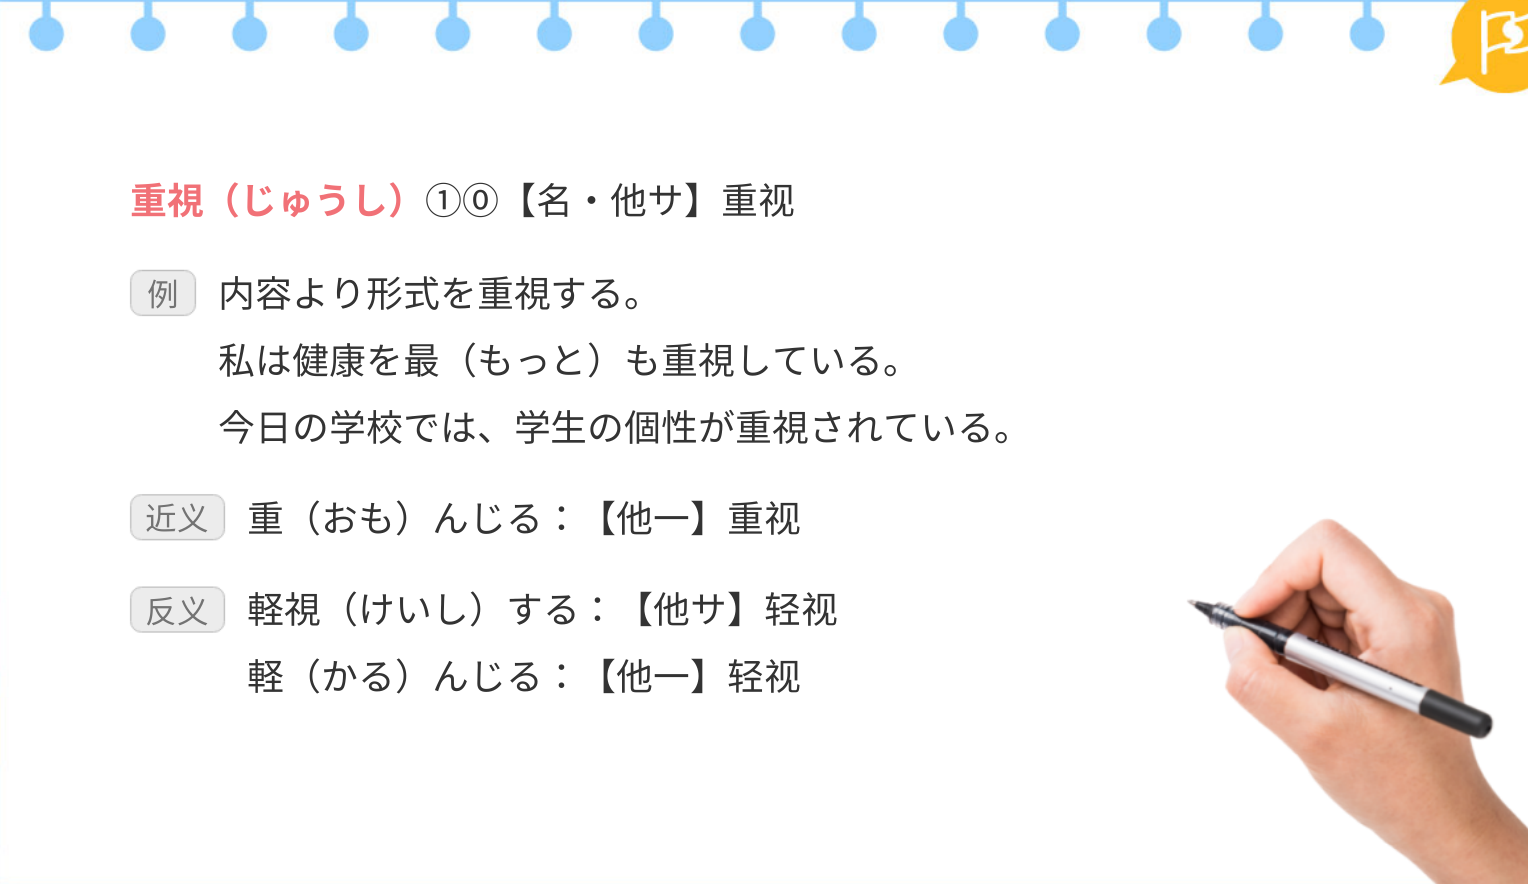 重視（じゅうし）①⓪【名・他サ】重视
例 内容より形式を重視する。
私は健康を最（もっと）も重視している。
今日の学校では、学生の個性が重視されている。
近义 重（おも）んじる：【他一】重视
反义 軽視（けいし）する：【他サ】轻视
軽（かる）んじる：【他一】轻视